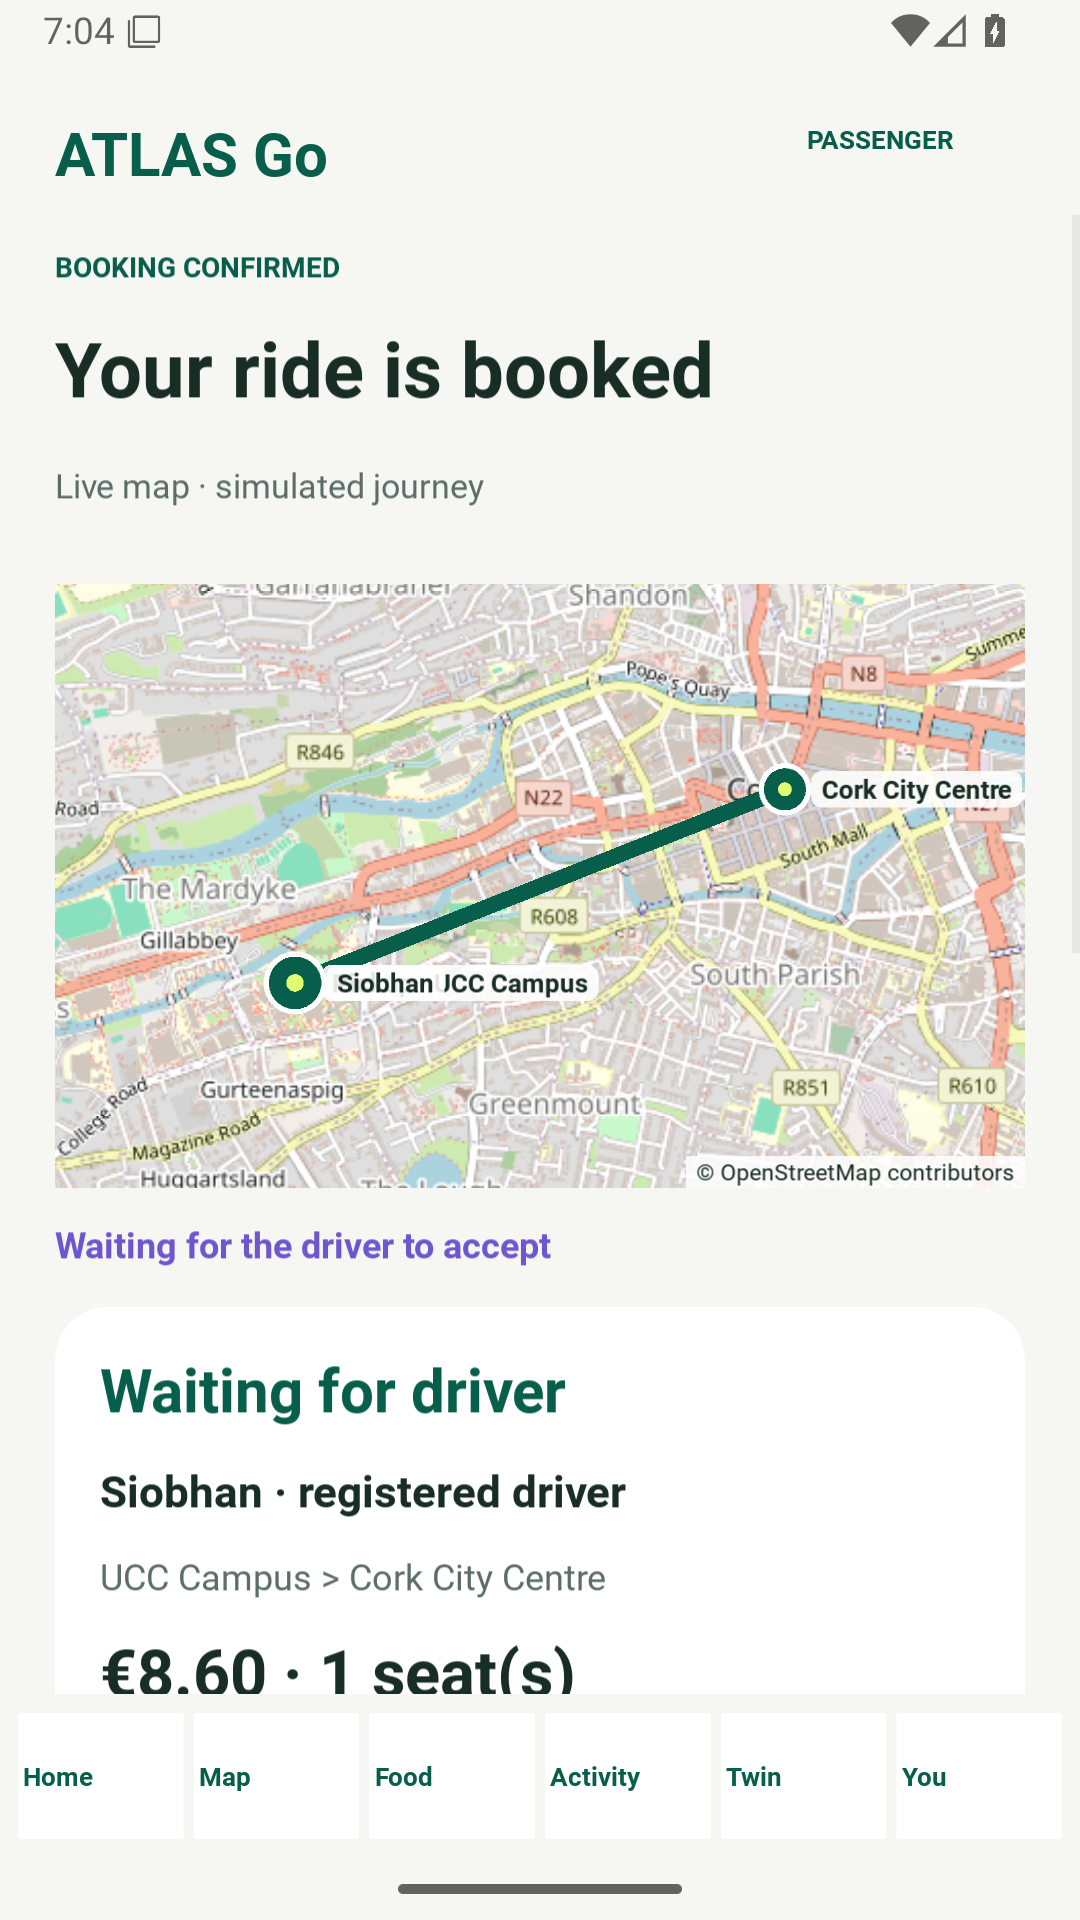 7:04
ATLAS Go
PASSENGER
BOOKING CONFIRMED
Your ride is booked
Live map · simulated journey
Shandon
Pope's Quay
N8
R846
N22
Road
Cork City Centre
South Mall
The Mardyke
R608
Gillabbey
South Parish
Siobhan
UCC Campus
Gurteenaspig
R851
R610
College Road
Greenmount
Magazine Road
Huggartsland
© OpenStreetMap contributors
Waiting for the driver to accept
Waiting for driver
Siobhan · registered driver
UCC Campus > Cork City Centre
€8.60 · 1 seat(s)
Home
Map
Food
Activity
Twin
You